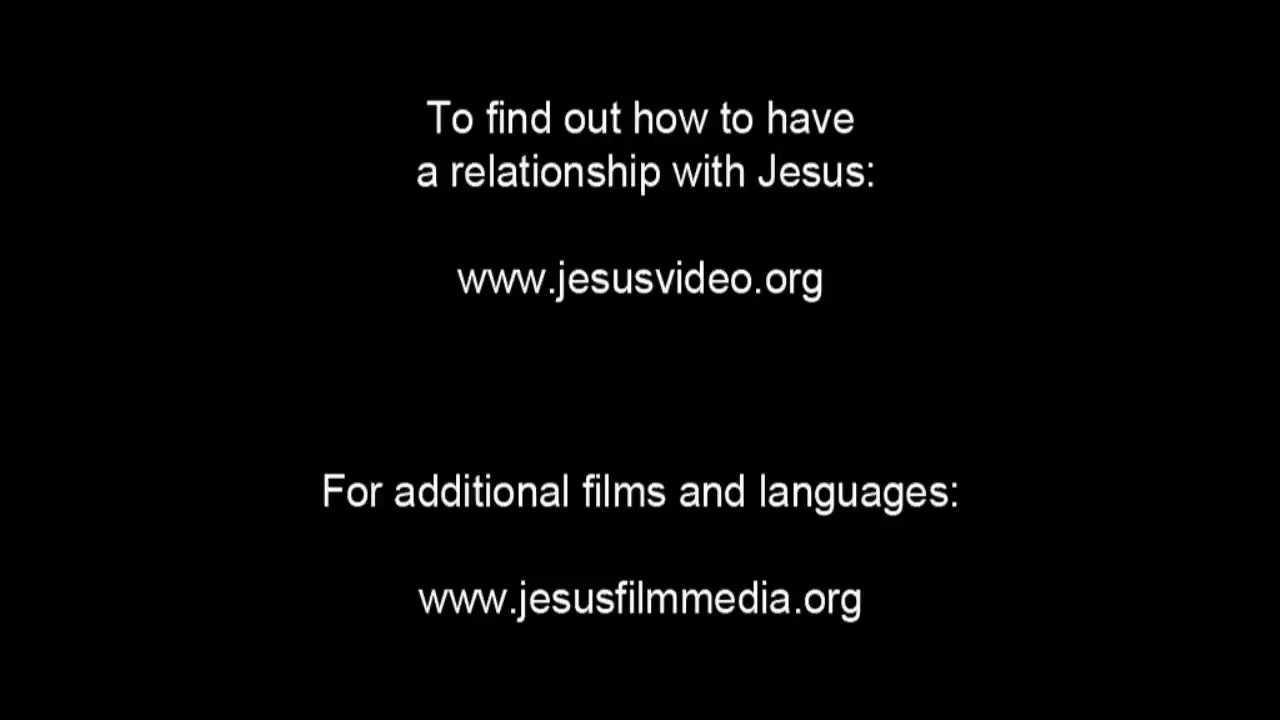 To find out how to have
a relationship with Jesus:
www.jesusvideo.org
For additional films and languages:
www.jesusfilmmedia.org